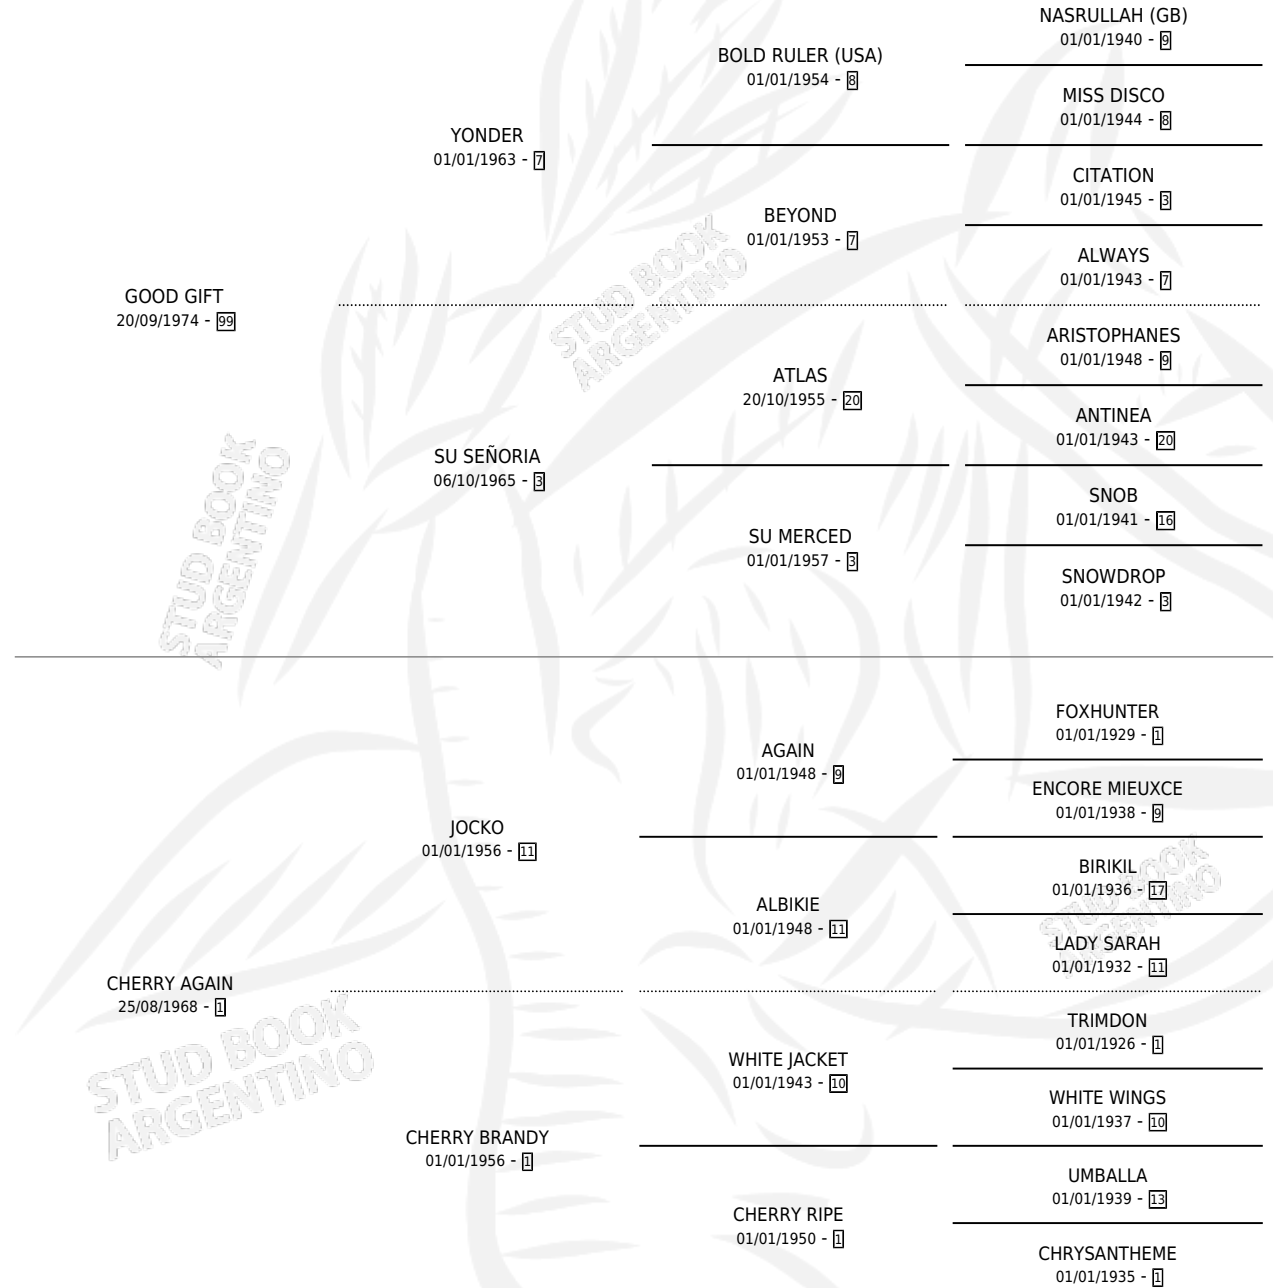 NASRULLAH (GB)
01/01/1940 - 9
BOLD RULER (USA)
01/01/1954 - 8
MISS DISCO
01/01/1944 - 8
YONDER
01/01/1963 - 7
CITATION
01/01/1945 - 3
BEYOND
01/01/1953 - 7
ALWAYS
01/01/1943 - 7
GOOD GIFT
20/09/1974 - 99
STUD BOOK
ARGENTINO
ARISTOPHANES
01/01/1948 - 9
ATLAS
20/10/1955 - 20
ANTINEA
01/01/1943 - 20
SU SEÑORIA
06/10/1965 - 3
SNOB
01/01/1941 - 16
SU MERCED
01/01/1957 - 3
SNOWDROP
01/01/1942 - 3
STUD BOOK
ARGENTINO
FOXHUNTER
01/01/1929 - 1
AGAIN
01/01/1948 - 9
ENCORE MIEUXCE
01/01/1938 - 9
JOCKO
01/01/1956 - 11
BIRIKIL
01/01/1936 - 17
ALBIKIE
01/01/1948 - 11
STUD BOOK
ARGENTINO
LADY SARAH
01/01/1932 - 11
CHERRY AGAIN
25/08/1968 - 1
TRIMDON
01/01/1926 - 1
WHITE JACKET
01/01/1943 - 10
STUD BOOK
ARGENTINO
WHITE WINGS
01/01/1937 - 10
CHERRY BRANDY
01/01/1956 - 1
UMBALLA
01/01/1939 - 13
CHERRY RIPE
01/01/1950 - 1
CHRYSANTHEME
01/01/1935 - 1